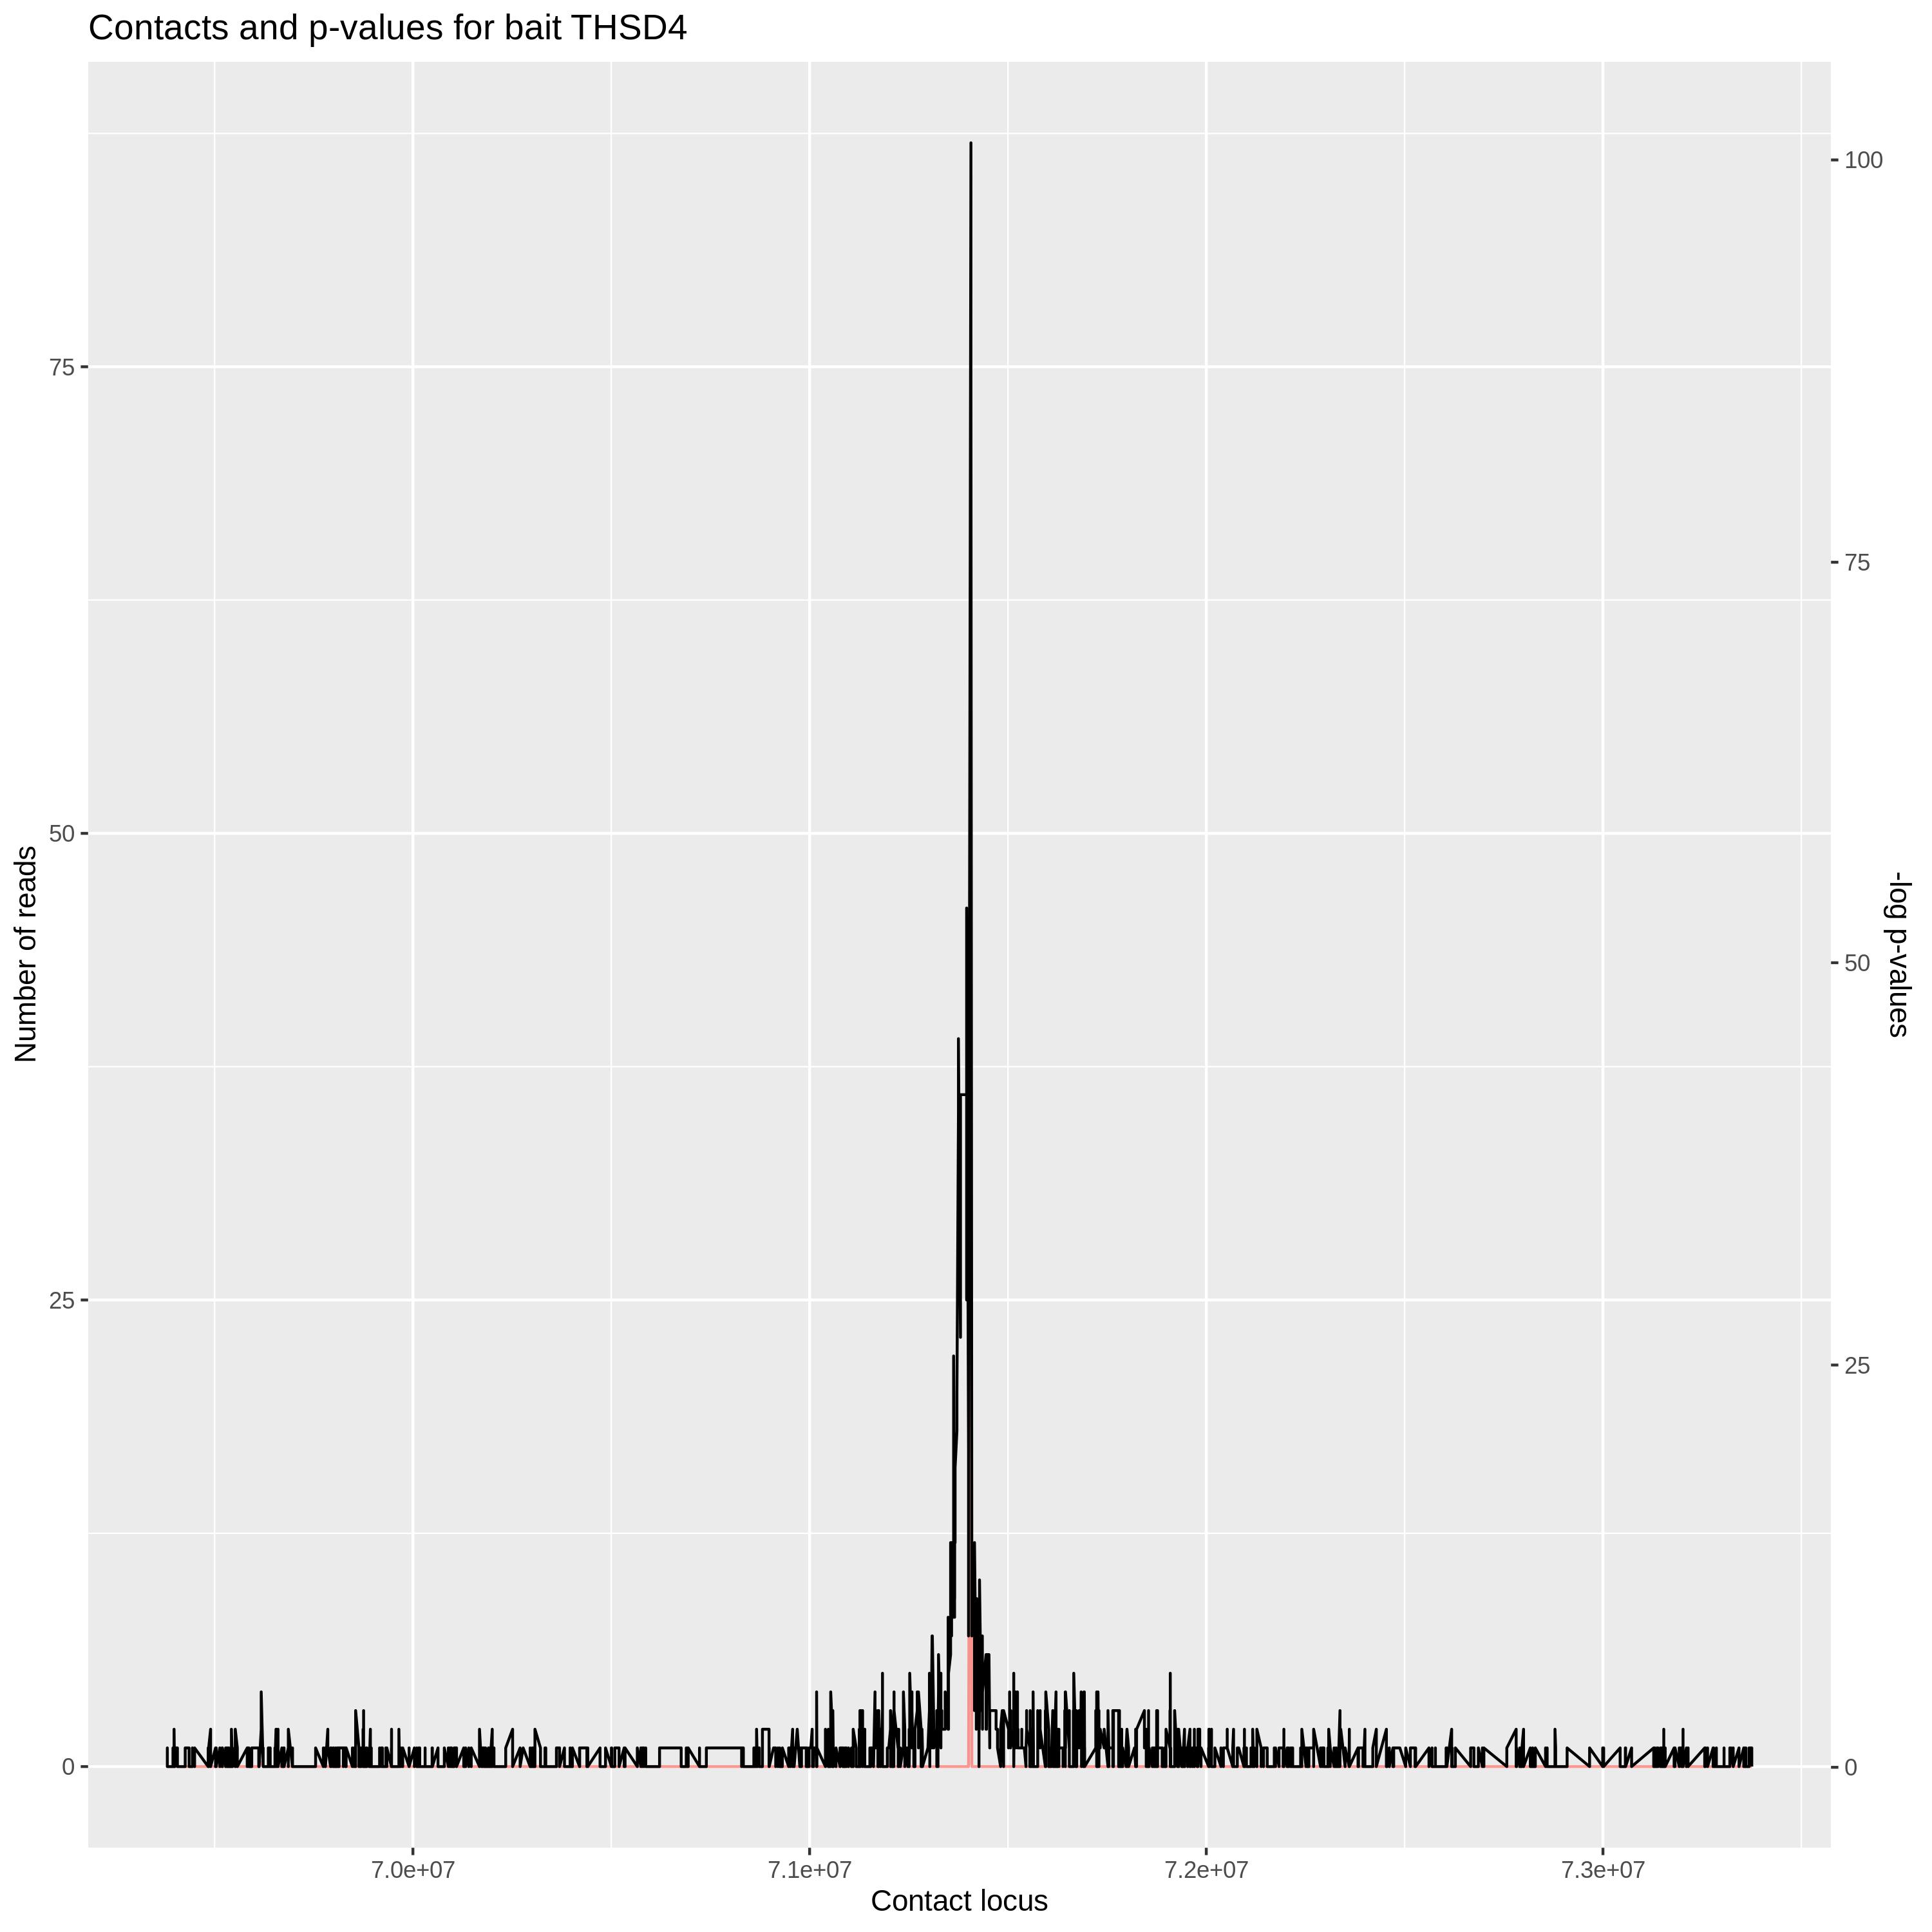 Contacts and p-values for bait THSD4
Number of reads
75
50
25
0
100
75
50
25
0
-log p-values
7.0e+07
7.1e+07
7.2e+07
7.3e+07
Contact locus